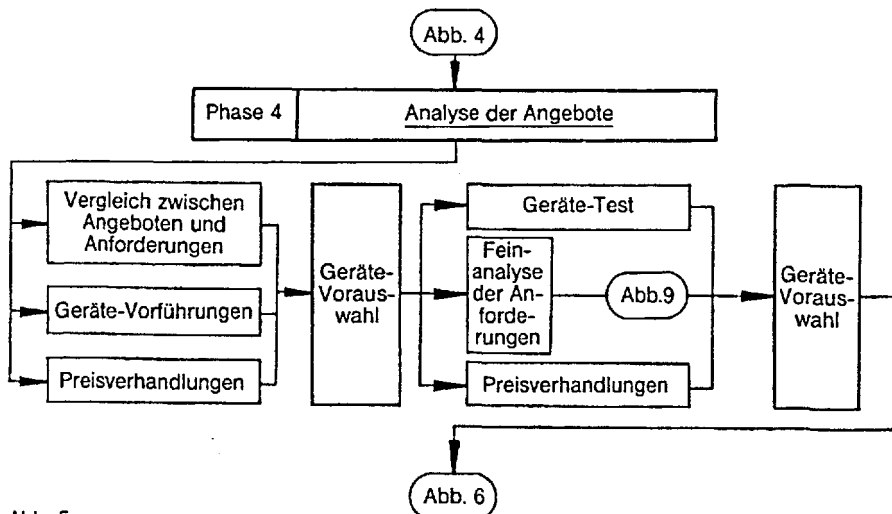 Abb. 4
Phase 4
Analyse der Angebote
Vergleich zwischen
Angeboten und
Anforderungen
Geräte-Vorführungen
Preisverhandlungen
Geräte-
Voraus-
wahl
Geräte-Test
Fein-
analyse
der An-
forde-
rungen
Abb.9
Preisverhandlungen
Geräte-
Voraus-
wahl
Abb. 6